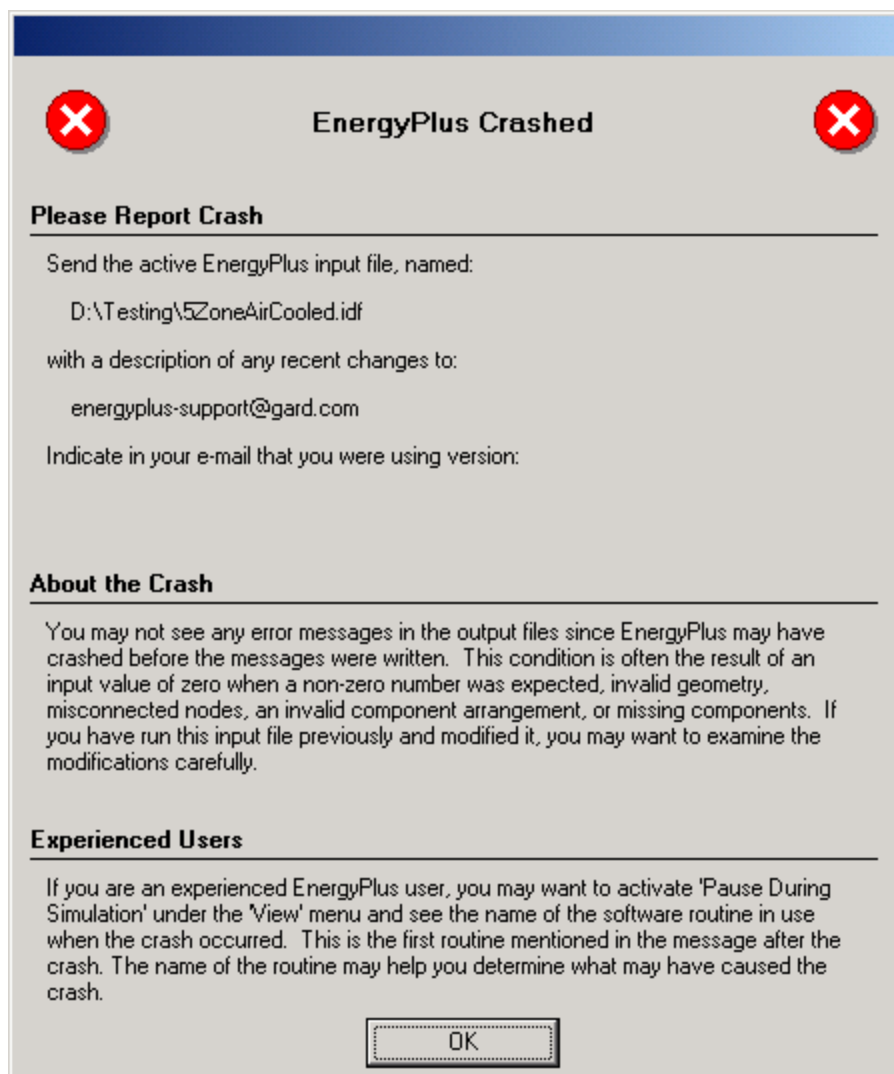 EnergyPlus Crashed
Please Report Crash
Send the active EnergyPlus input file, named:
D:\Testing\5ZoneAirCooled.idf
with a description of any recent changes to:
energyplus-support@gard.com
Indicate in your e-mail that you were using version:
About the Crash
You may not see any error messages in the output files since EnergyPlus may have
crashed before the messages were written.  This condition is often the result of an
input value of zero when a non-zero number was expected, invalid geometry,
misconnected nodes, an invalid component arrangement, or missing components.  If
you have run this input file previously and modified it, you may want to examine the
modifications carefully.
Experienced Users
If you are an experienced EnergyPlus user, you may want to activate 'Pause During
Simulation' under the 'View' menu and see the name of the software routine in use
when the crash occurred.  This is the first routine mentioned in the message after the
crash. The name of the routine may help you determine what may have caused the
crash.
OK